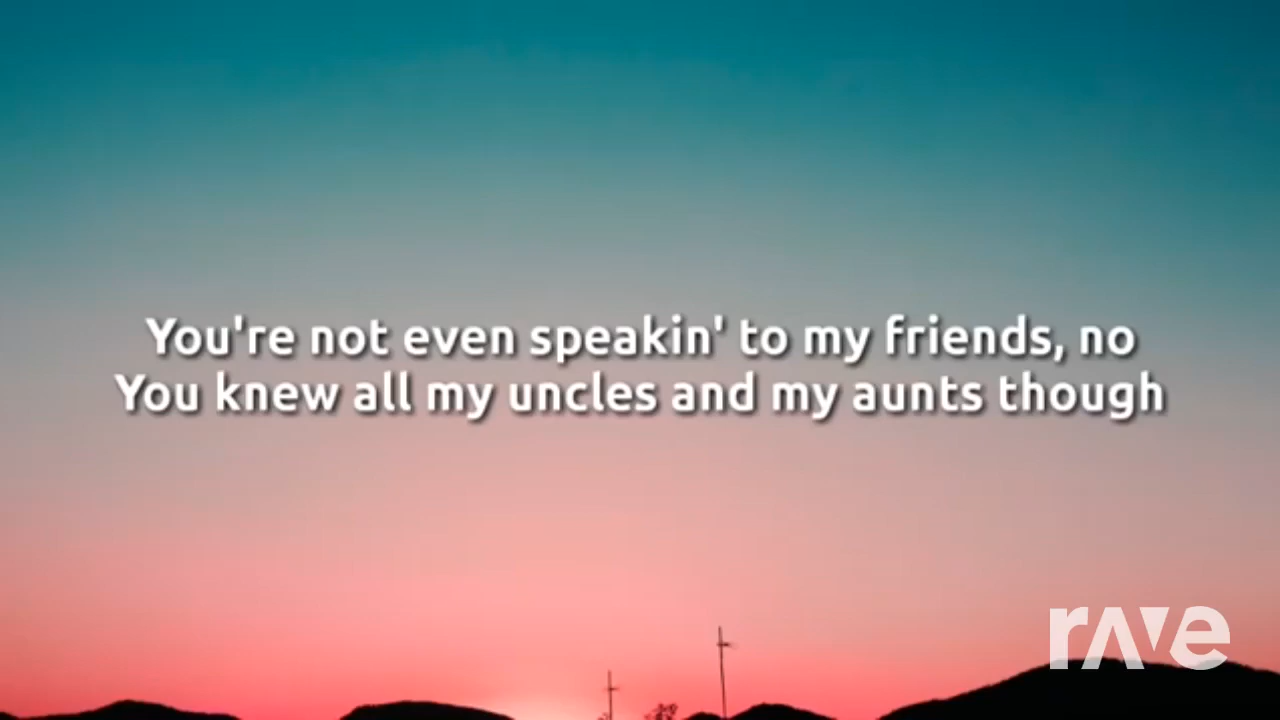 You're not even speakin' to my friends, no
You knew all my uncles and my aunts though
rave